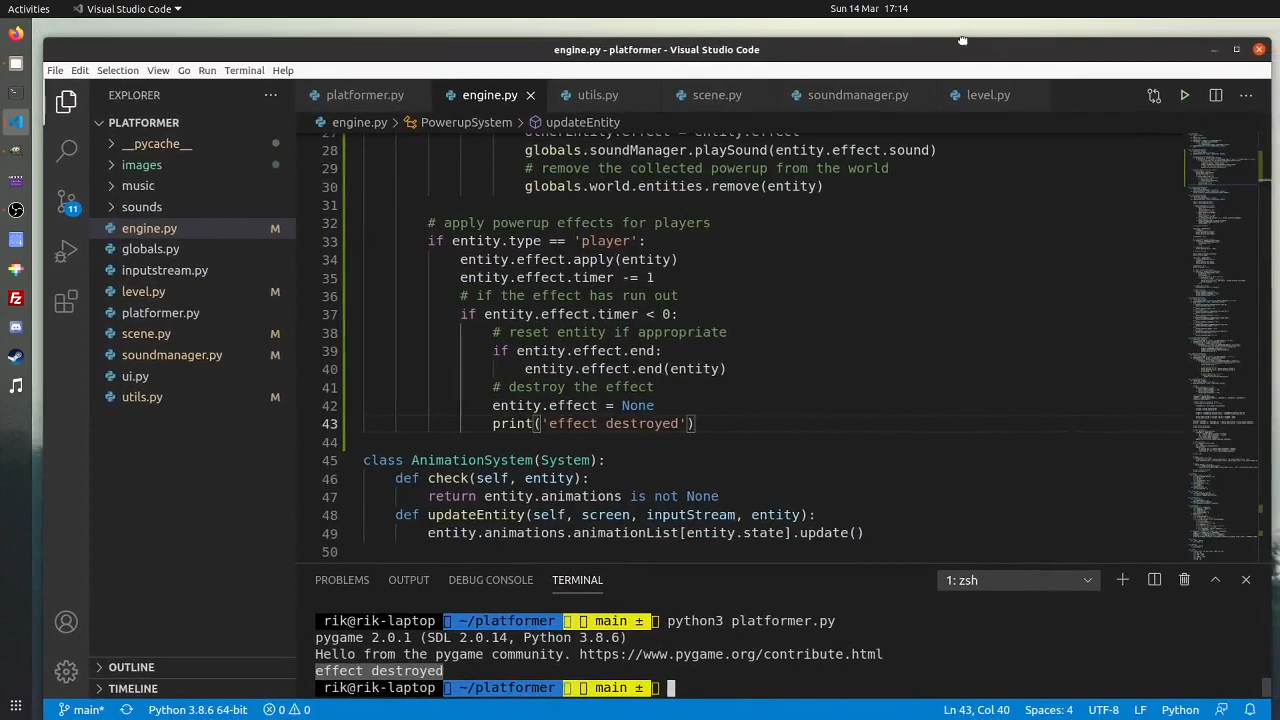 Activities
Visual Studio Code
Sun 14 Mar 17:14
engine.py - platformer - Visual Studio Code
File Edit Selection View Go Run Terminal Help
EXPLORER
platformer.py
engine.py
utils.py
scene.py
soundmanager.py
level.py
PLATFORMER
engine.py > PowerupSystem > updateEntity
__pycache__
images
music
sounds
engine.py M
globals.py
inputstream.py
level.py M
platformer.py
scene.py M
soundmanager.py M
ui.py
utils.py M
OUTLINE
TIMELINE
11
27 otherEntity.effect = entity.effect
28 globals.soundManager.playSound(entity.effect.sound)
29 # remove the collected powerup from the world
30 globals.world.entities.remove(entity)
31
32 # apply powerup effects for players
33 if entity.type == 'player':
34 entity.effect.apply(entity)
35 entity.effect.timer -= 1
36 # if the effect has run out
37 if entity.effect.timer < 0:
38 # reset entity if appropriate
39 if entity.effect.end:
40 entity.effect.end(entity)
41 # destroy the effect
42 entity.effect = None
43 print('effect destroyed')
44
45 class AnimationSystem(System):
46 def check(self, entity):
47 return entity.animations is not None
48 def updateEntity(self, screen, inputStream, entity):
49 entity.animations.animationList[entity.state].update()
50
PROBLEMS OUTPUT DEBUG CONSOLE TERMINAL
1: zsh
rik@rik-laptop ~/platformer main ± python3 platformer.py
pygame 2.0.1 (SDL 2.0.14, Python 3.8.6)
Hello from the pygame community. https://www.pygame.org/contribute.html
effect destroyed
rik@rik-laptop ~/platformer main ±
main* Python 3.8.6 64-bit 0 0 Ln 43, Col 40 Spaces: 4 UTF-8 LF Python